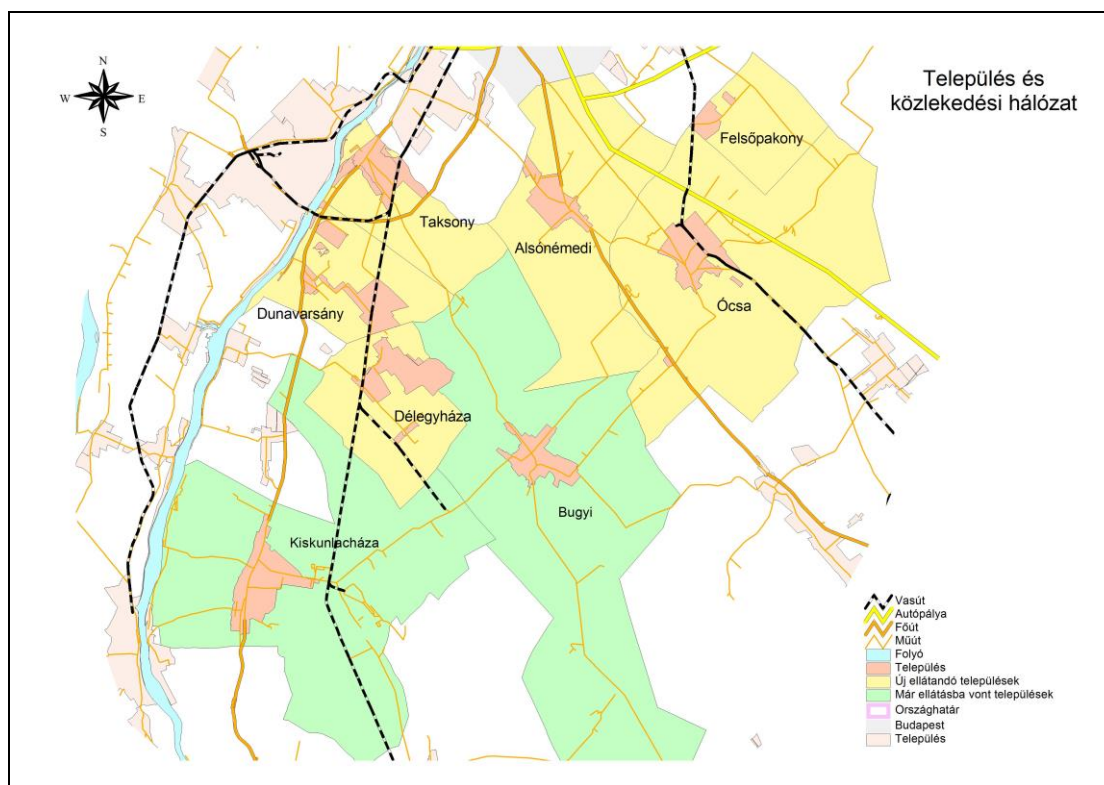 Település és
közlekedési hálózat
N
W
E
S
Felsőpakony
Taksony
Alsónémedi
Ócsa
Dunavarsány
Délegyháza
Bugyi
Kiskunlacháza
Vasút
Autópálya
Főút
Műút
Folyó
Település
Új ellátandó települések
Már ellátásba vont települések
Országhatár
Budapest
Település